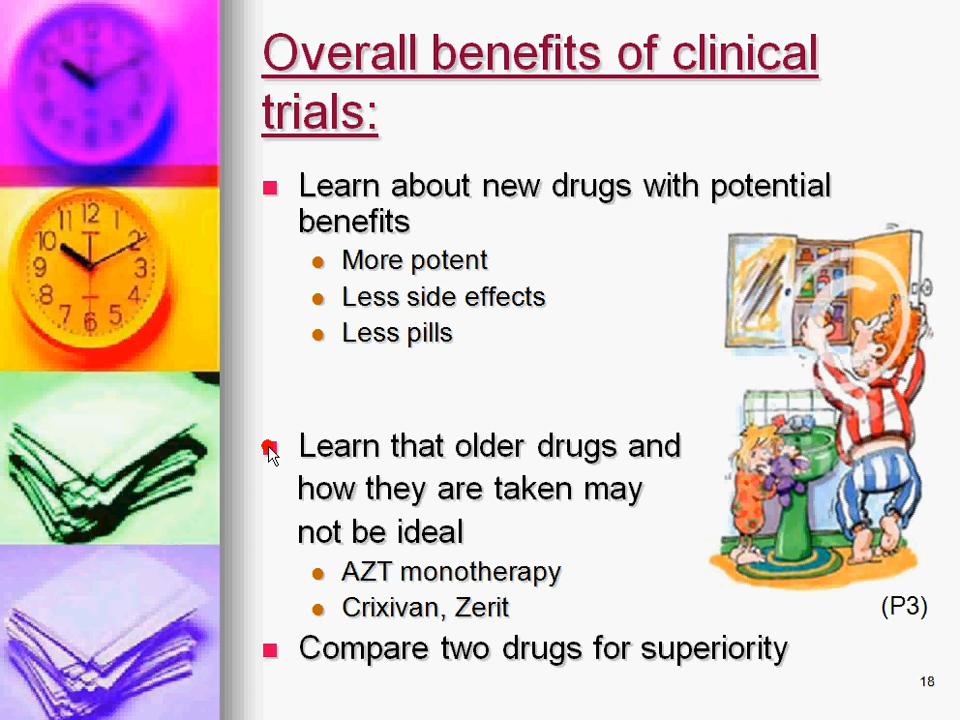 Overall benefits of clinical
trials:
Learn about new drugs with potential
benefits
More potent
Less side effects
Less pills
Learn that older drugs and
how they are taken may
not be ideal
AZT monotherapy
Crixivan, Zerit
(P3)
Compare two drugs for superiority
18